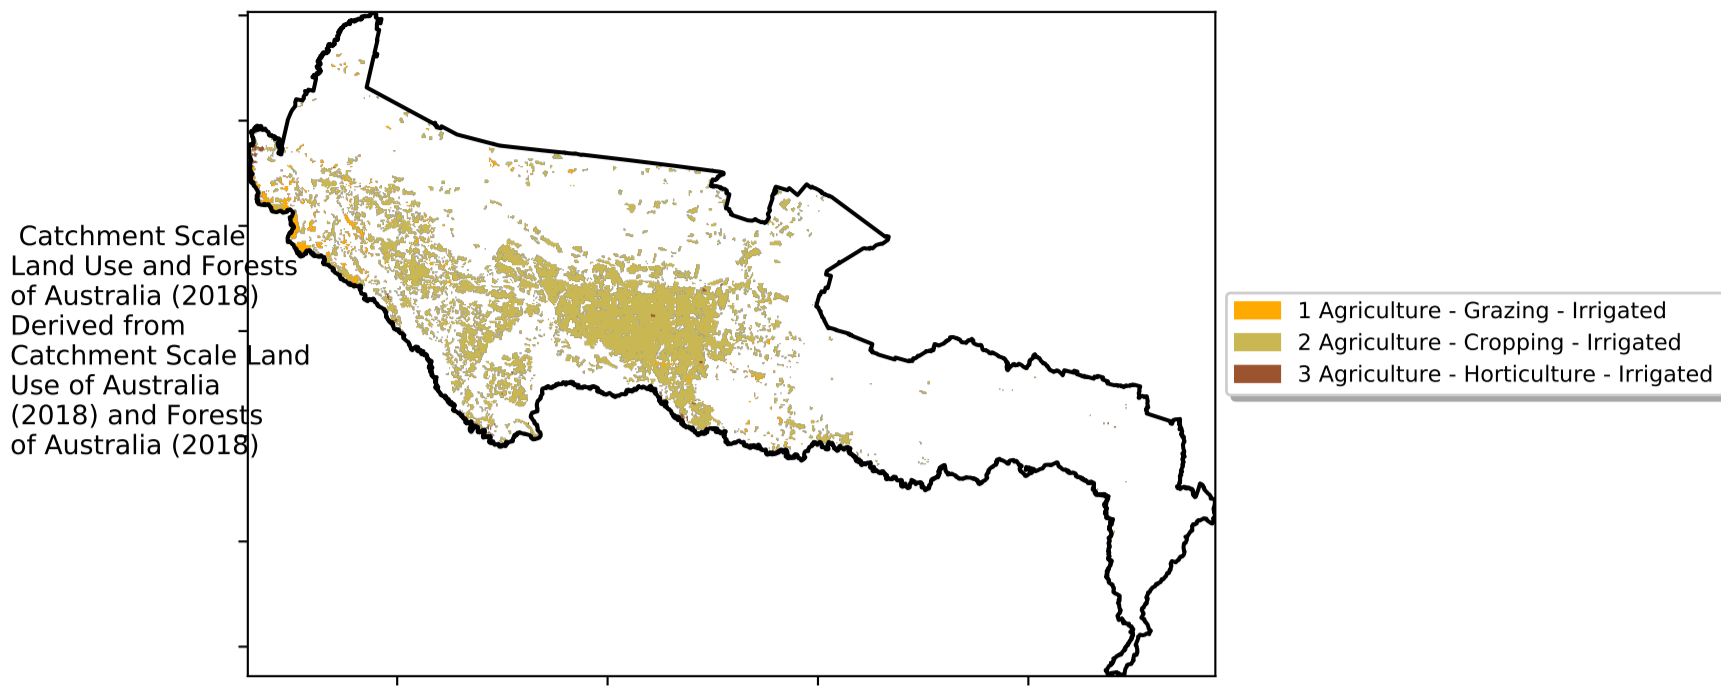 Catchment Scale
Land Use and Forests
of Australia (2018)
Derived from
Catchment Scale Land
Use of Australia
(2018) and Forests
of Australia (2018)
1 Agriculture - Grazing - Irrigated
2 Agriculture - Cropping - Irrigated
3 Agriculture - Horticulture - Irrigated